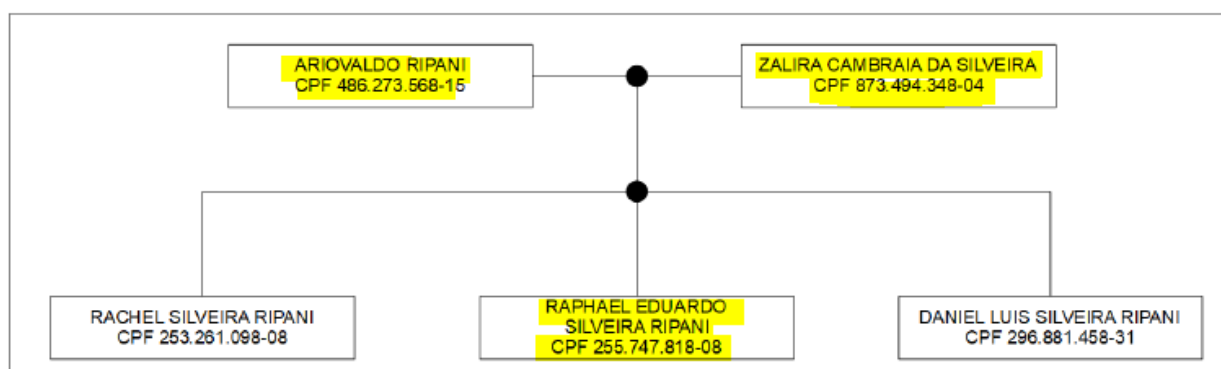 ARIOVALDO RIPANI
CPF 486.273.568-15
ZALIRA CAMBRAIA DA SILVEIRA
CPF 873.494.348-04
RACHEL SILVEIRA RIPANI
CPF 253.261.098-08
RAPHAEL EDUARDO
SILVEIRA RIPANI
CPF 255.747.818-08
DANIEL LUIS SILVEIRA RIPANI
CPF 296.881.458-31